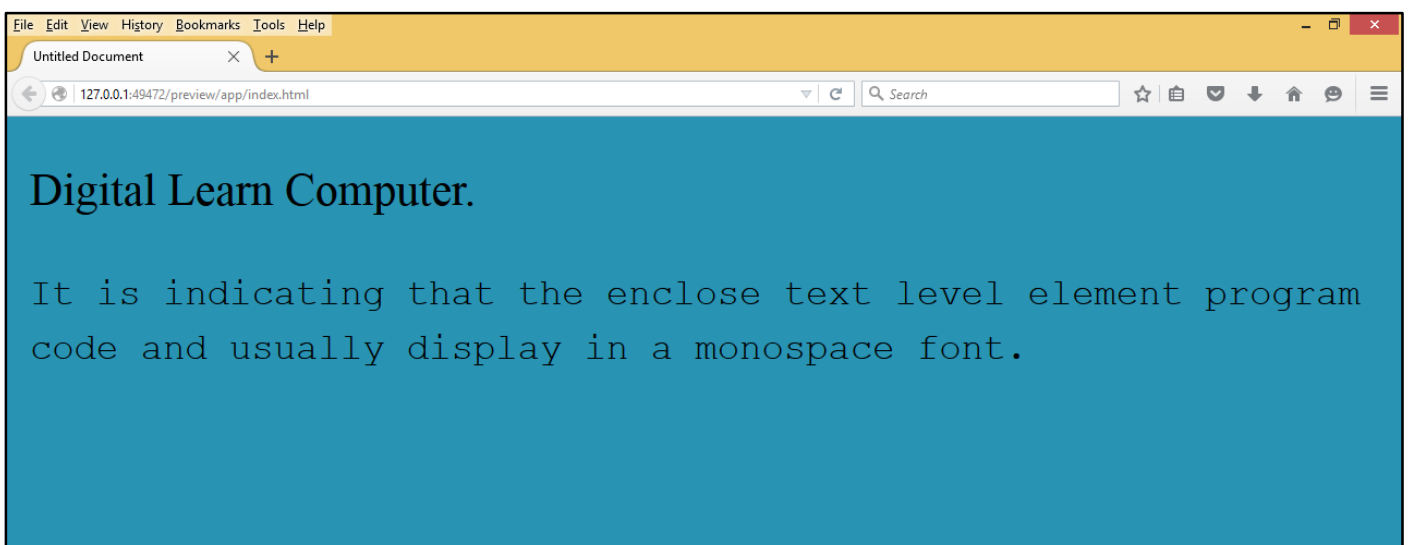 File Edit View History Bookmarks Tools Help
Untitled Document
127.0.0.1:49472/preview/app/index.html
Search
Digital Learn Computer.
It is indicating that the enclose text level element program
code and usually display in a monospace font.